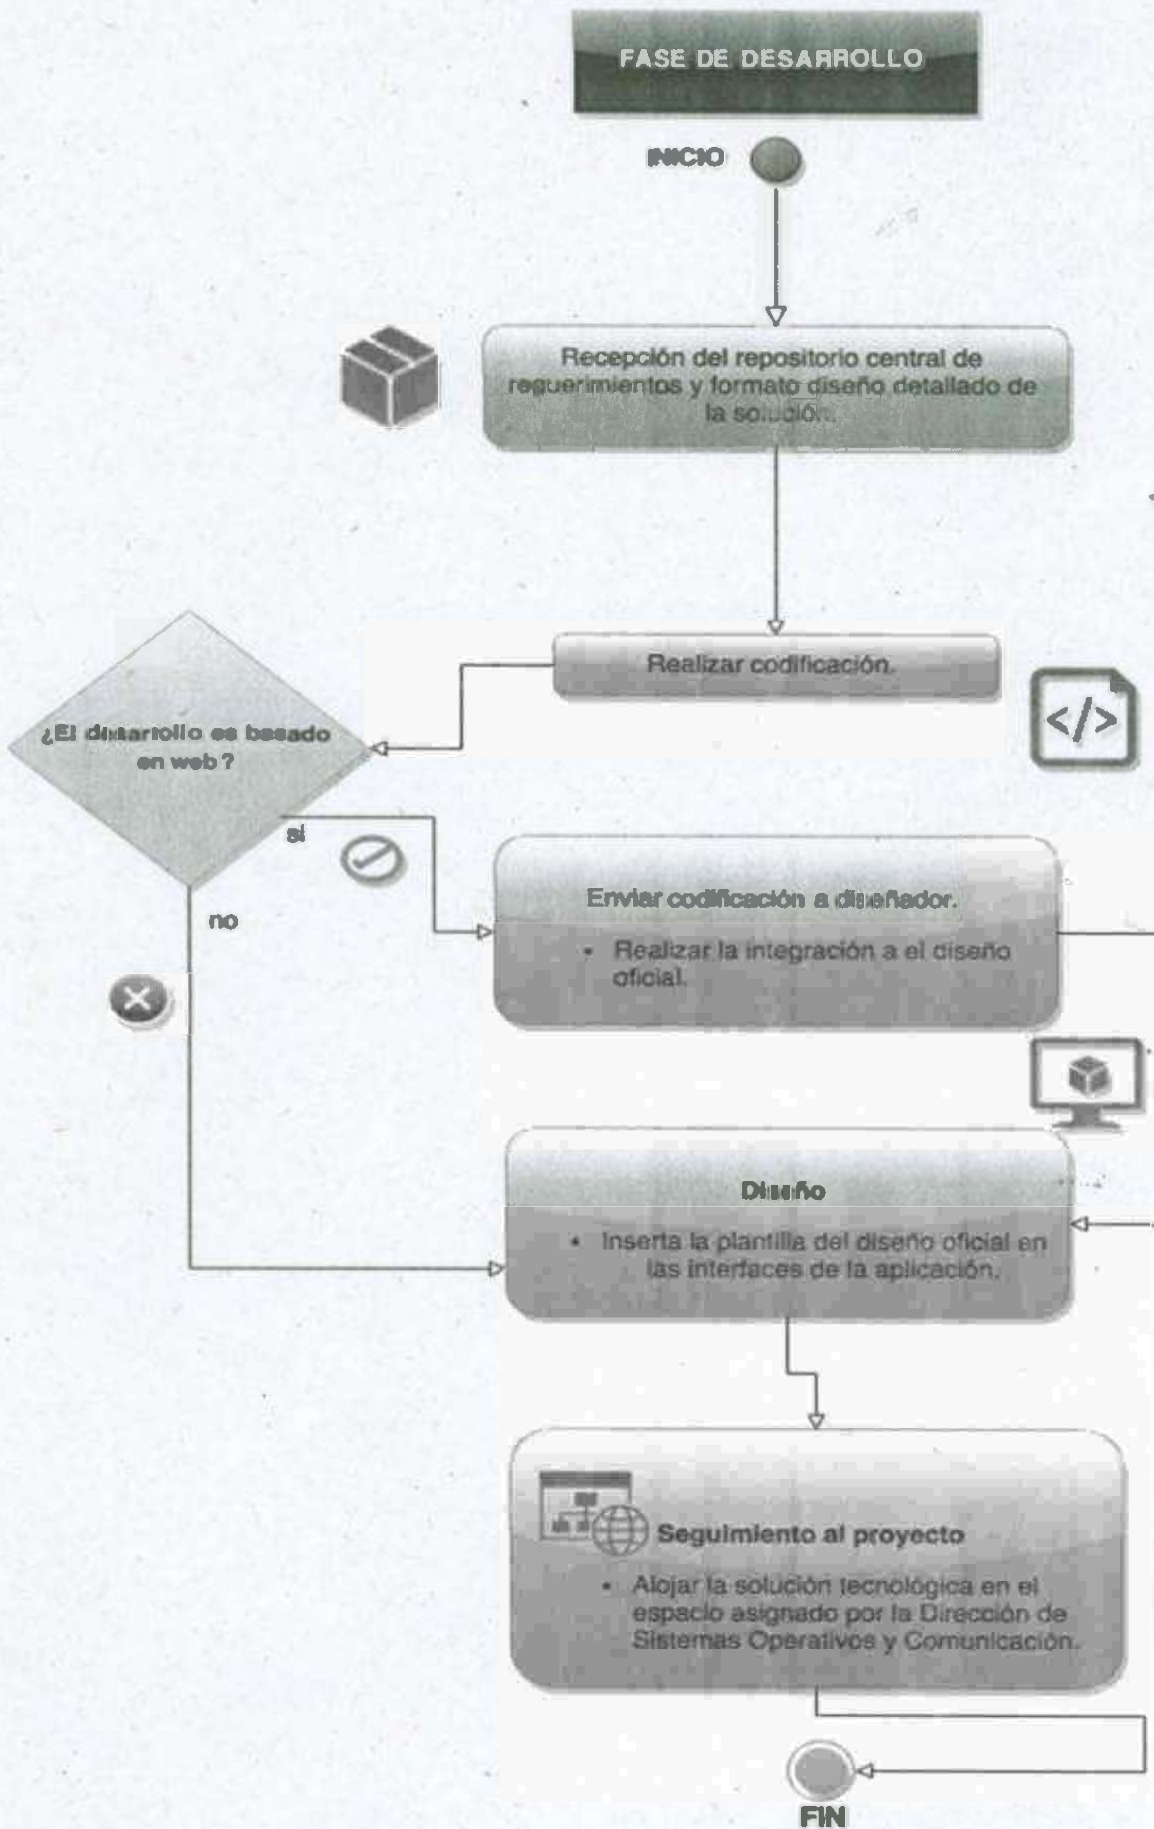 FASE DE DESARROLLO
INICIO
Recepción del repositorio central de
requerimientos y formato diseño detallado de
la solución.
Realizar codificación.
</>
¿El desarrollo es basado
en web?
si
no
Enviar codificación a diseñador.
• Realizar la integración a el diseño
oficial.
Diseño
• Inserta la plantilla del diseño oficial en
las interfaces de la aplicación.
Seguimiento al proyecto
• Alojar la solución tecnológica en el
espacio asignado por la Dirección de
Sistemas Operativos y Comunicación.
FIN